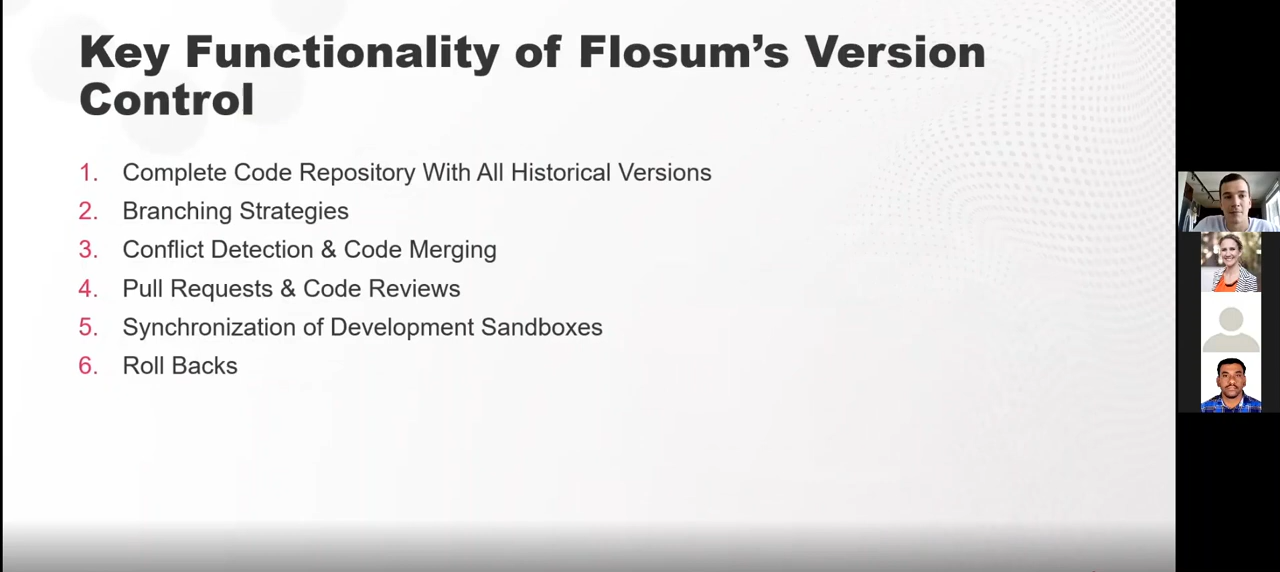 Key Functionality of Flosum’s Version
Control
1. Complete Code Repository With All Historical Versions
2. Branching Strategies
3. Conflict Detection & Code Merging
4. Pull Requests & Code Reviews
5. Synchronization of Development Sandboxes
6. Roll Backs